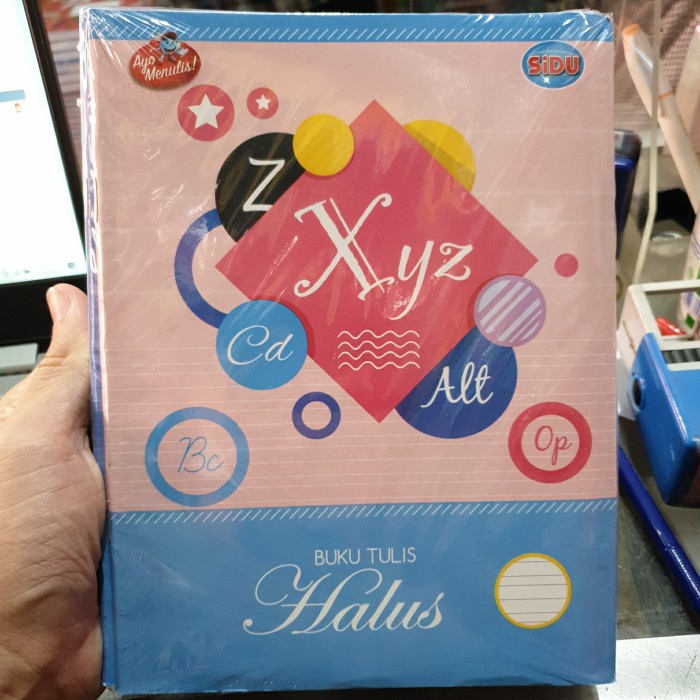 Ayo
Menulis!
SiDU
Z
Xyz
Cd
Alt
Bc
Op
BUKU TULIS
Halus